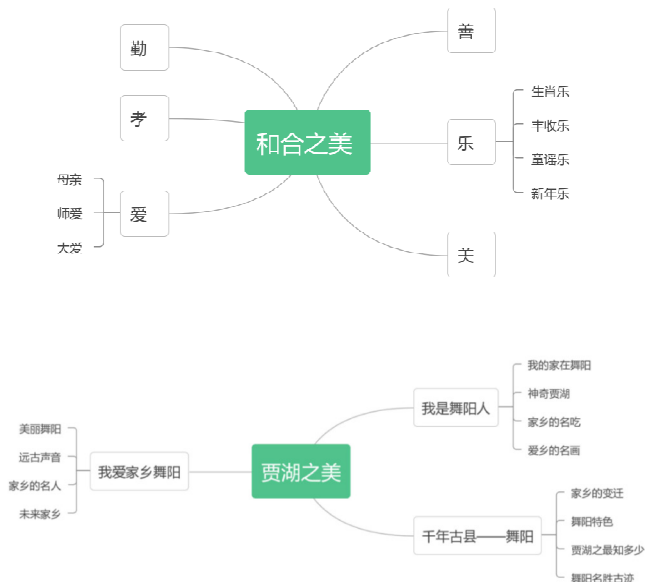 和合之美
勤
孝
爱
母亲
师爱
大爱
善
乐
生肖乐
丰收乐
童谣乐
新年乐
美
贾湖之美
我爱家乡舞阳
美丽舞阳
远古声音
家乡的名人
未来家乡
我是舞阳人
我的家在舞阳
神奇贾湖
家乡的名吃
爱乡的名画
千年古县——舞阳
家乡的变迁
舞阳特色
贾湖之最知多少
舞阳名胜古迹